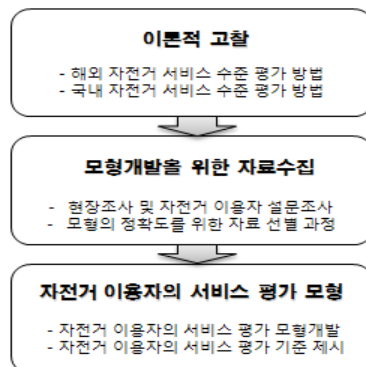 이론적 고찰
- 해외 자전거 서비스 수준 평가 방법
- 국내 자전거 서비스 수준 평가 방법
모형개발을 위한 자료수집
- 현장조사 및 자전거 이용자 설문조사
- 모형의 정확도를 위한 자료 선별 과정
자전거 이용자의 서비스 평가 모형
- 자전거 이용자의 서비스 평가 모형개발
- 자전거 이용자의 서비스 평가 기준 제시